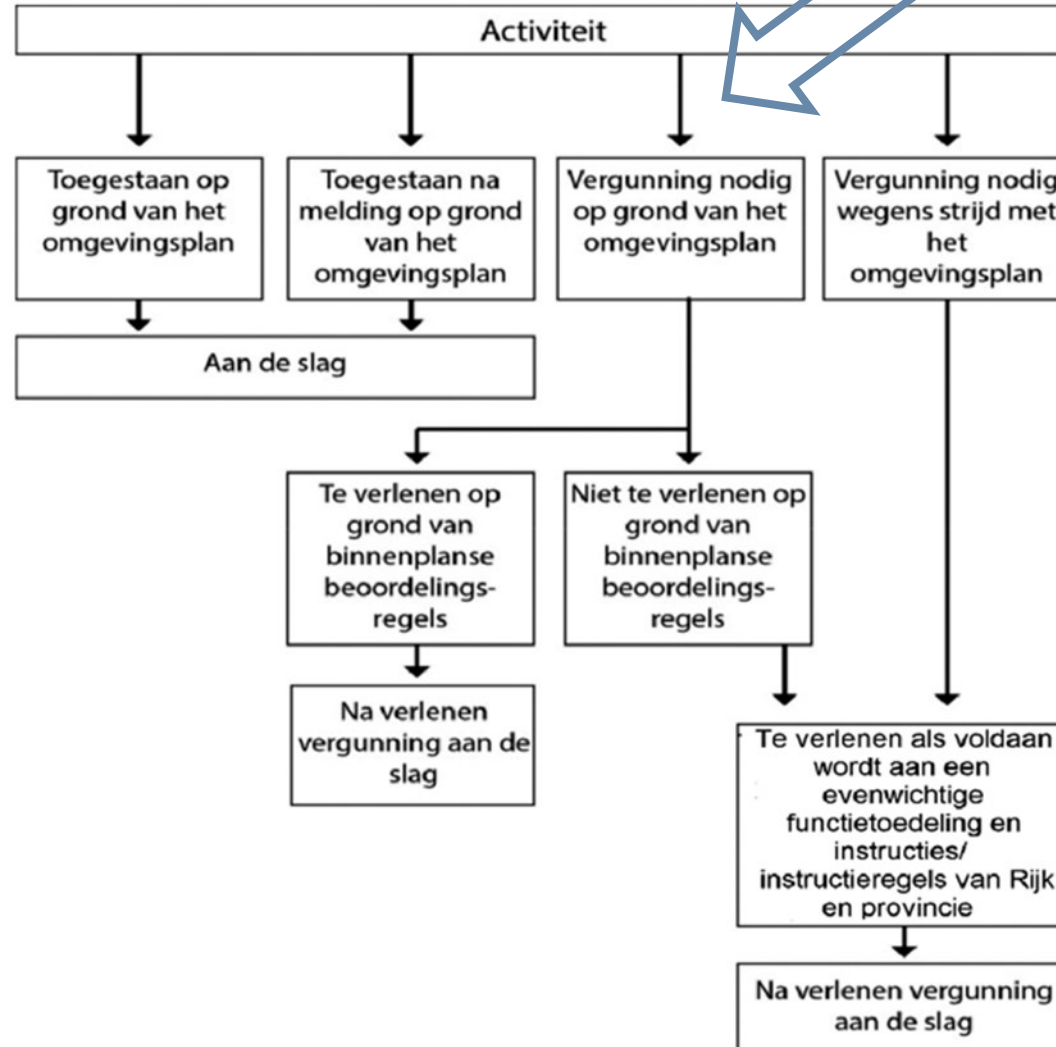 Activiteit
Toegestaan op
grond van het
omgevingsplan
Toegestaan na
melding op grond
van het
omgevingsplan
Vergunning nodig
op grond van het
omgevingsplan
Vergunning nodig
wegens strijd met
het
omgevingsplan
Aan de slag
Te verlenen op
grond van
binnenplanse
beoordelings-
regels
Niet te verlenen op
grond van
binnenplanse
beoordelings-
regels
Na verlenen
vergunning aan de
slag
Te verlenen als voldaan
wordt aan een
evenwichtige
functietoedeling en
instructies/
instructieregels van Rijk
en provincie
Na verlenen vergunning
aan de slag